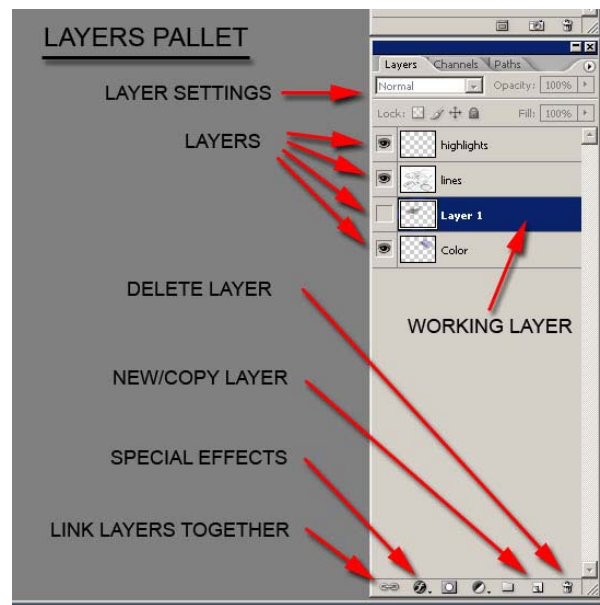 LAYERS PALLET
Layers Channels Paths
LAYER SETTINGS
Normal Opacity: 100%
Lock: Fill: 100%
LAYERS
highlights
lines
Layer 1
Color
DELETE LAYER
WORKING LAYER
NEW/COPY LAYER
SPECIAL EFFECTS
LINK LAYERS TOGETHER